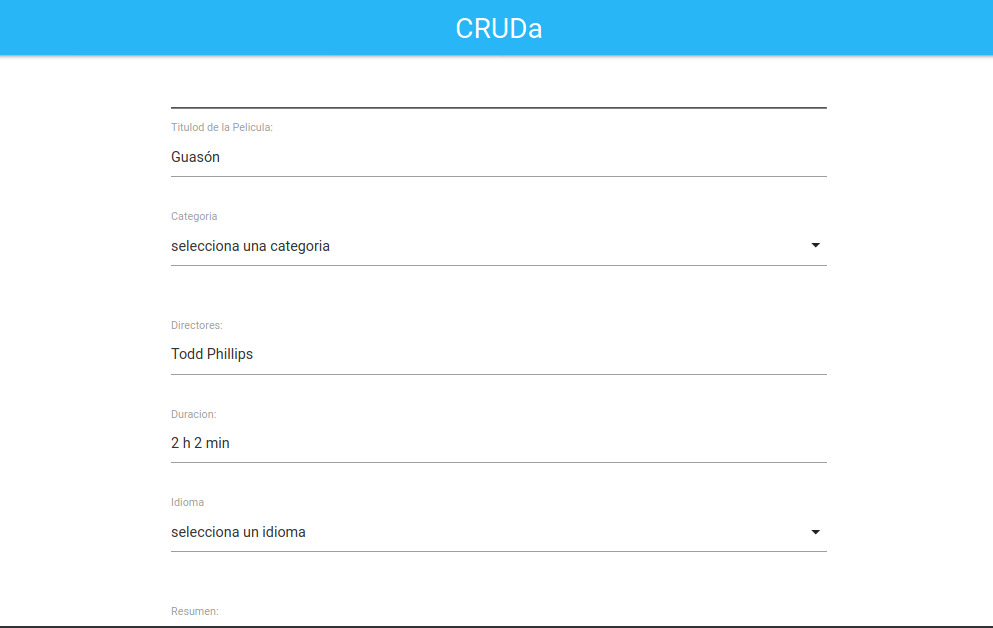 CRUDa
Titulod de la Pelicula:
Guasón
Categoria
selecciona una categoria
Directores:
Todd Phillips
Duracion:
2 h 2 min
Idioma
selecciona un idioma
Resumen: